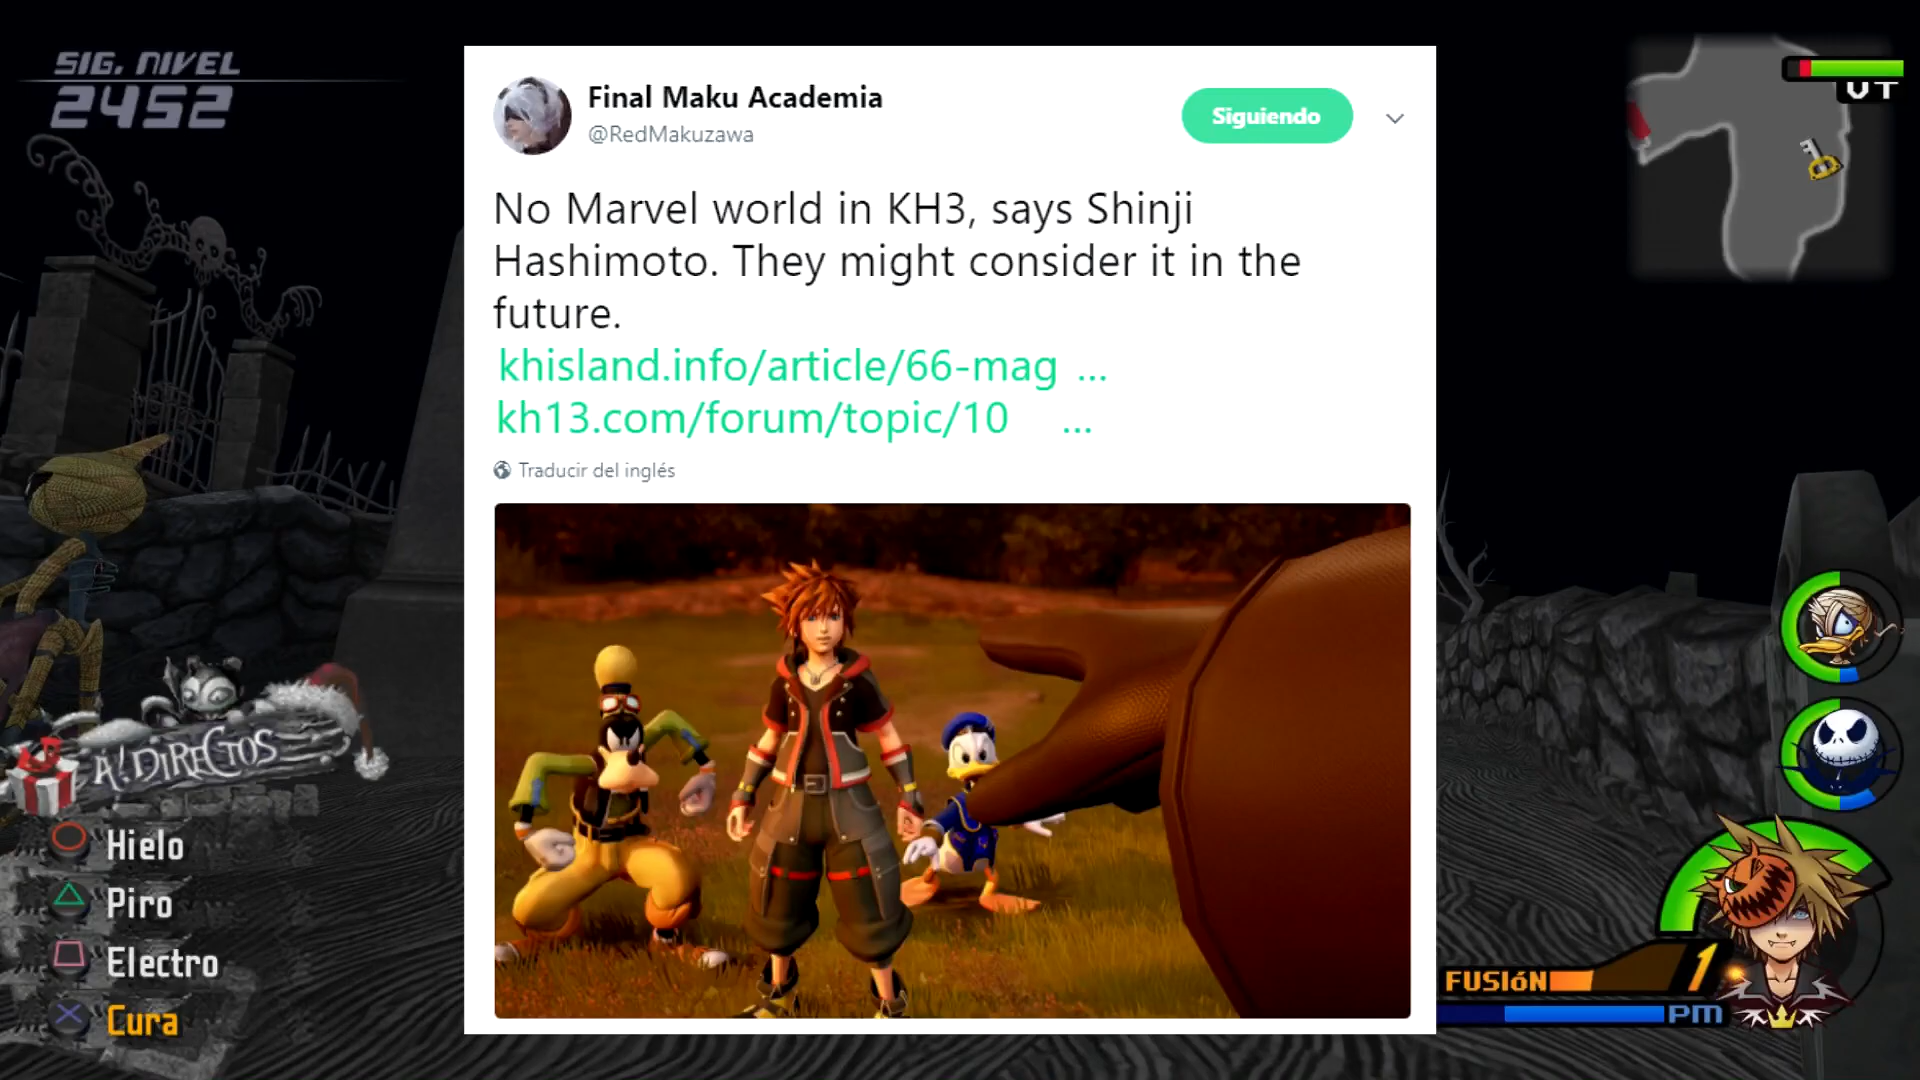 SIG. NIVEL
2452
Final Maku Academia
@RedMakuzawa
Siguiendo
No Marvel world in KH3, says Shinji
Hashimoto. They might consider it in the
future.
khisland.info/article/66-mag ...
kh13.com/forum/topic/10 ...
Traducir del inglés
VT
A!DIRECTOS
Hielo
Piro
Electro
Cura
FUSIÓN
1
PM